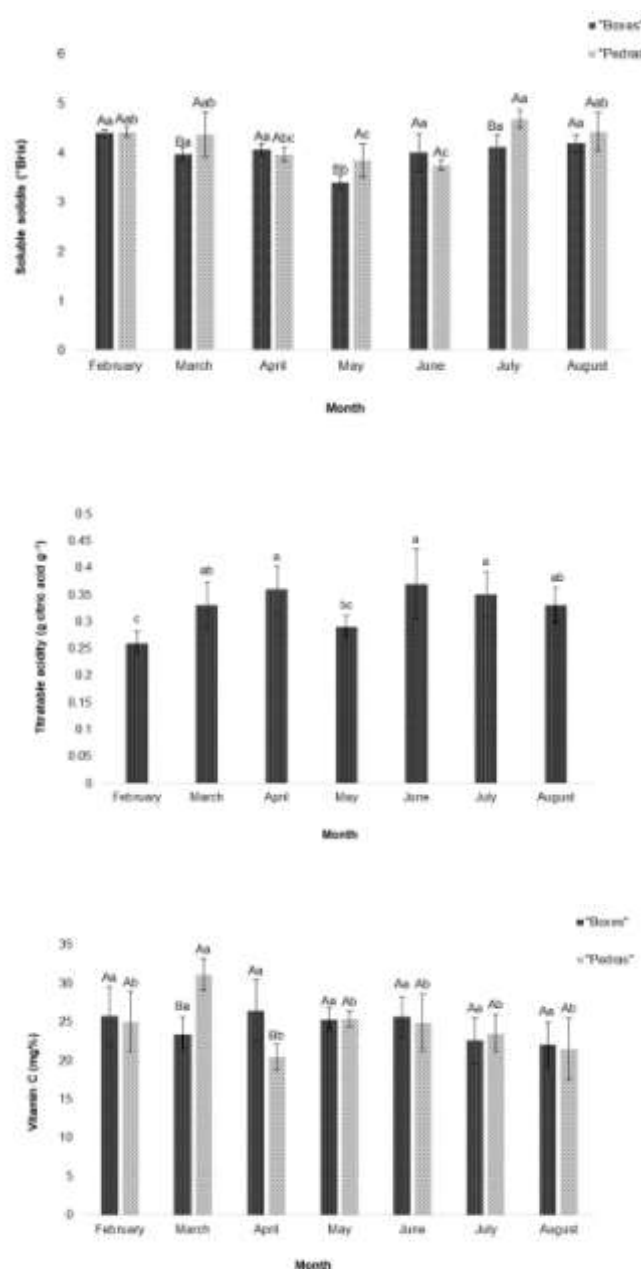 "Boxes"
"Pedras"
6
5
4
3
2
1
0
Soluble solidis (°Brix)
Aa Aab
Ba Aab
Aa Abc
Bb Ac
Aa Ac
Ba Aa
Aa Aab
February March April May June July August
Month
0.5
0.45
0.4
0.35
0.3
0.25
0.2
0.15
0.1
0.05
0
Titratable acidity (g citric acid g⁻¹)
c
ab
a
bc
a
a
ab
February March April May June July August
Month
"Boxes"
"Pedras"
35
30
25
20
15
10
5
0
Vitamin C (mg%)
Aa Ab
Ba Aa
Aa Bb
Aa Ab
Aa Ab
Aa Ab
Aa Ab
February March April May June July August
Month